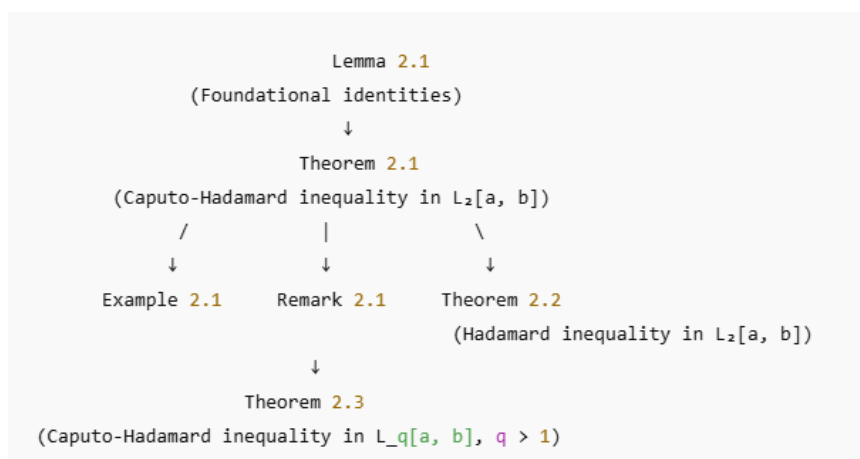 Lemma 2.1
(Foundational identities)
↓
Theorem 2.1
(Caputo-Hadamard inequality in L₂[a, b])
/ | \
↓ ↓ ↓
Example 2.1 Remark 2.1 Theorem 2.2
(Hadamard inequality in L₂[a, b])
↓
Theorem 2.3
(Caputo-Hadamard inequality in L_q[a, b], q > 1)